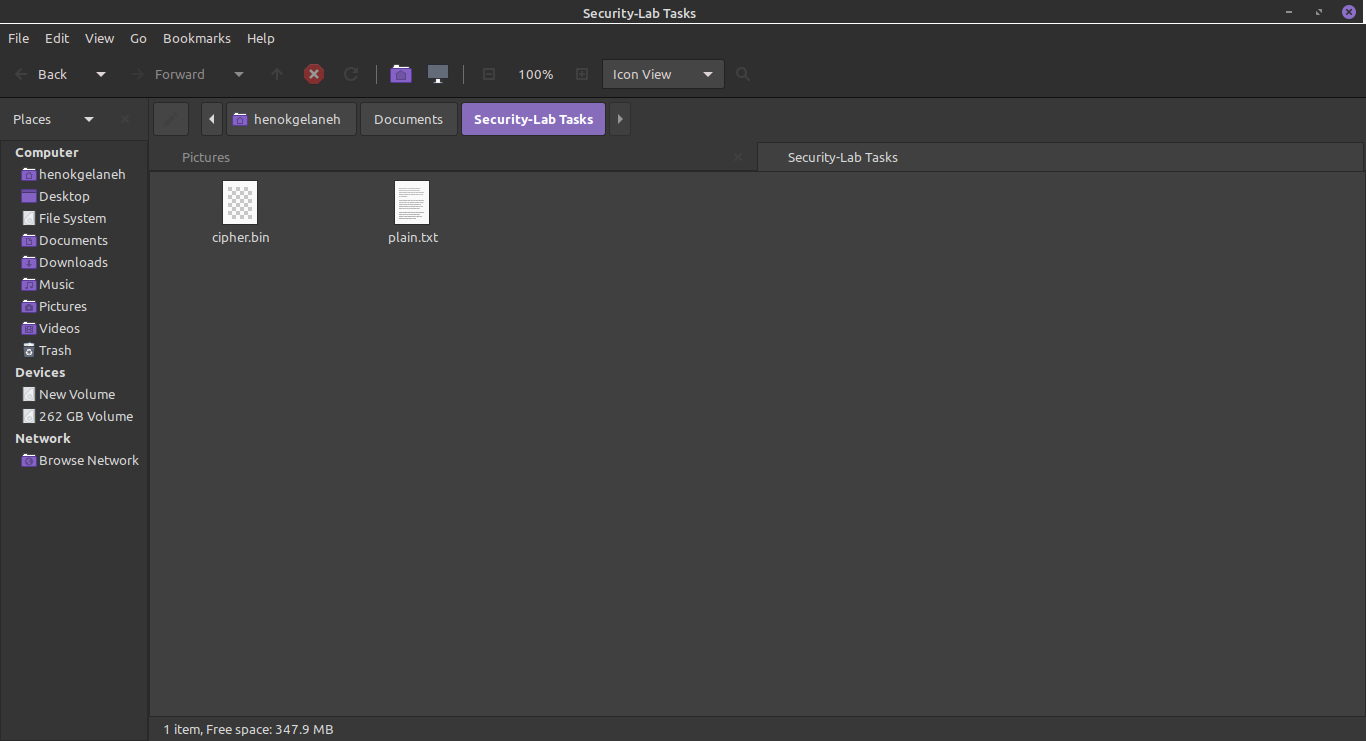 Security-Lab Tasks
File Edit View Go Bookmarks Help
Back Forward 100% Icon View
Places henokgelaneh Documents Security-Lab Tasks
Pictures Security-Lab Tasks
Computer
henokgelaneh
Desktop
File System
Documents
Downloads
Music
Pictures
Videos
Trash
Devices
New Volume
262 GB Volume
Network
Browse Network
cipher.bin plain.txt
1 item, Free space: 347.9 MB